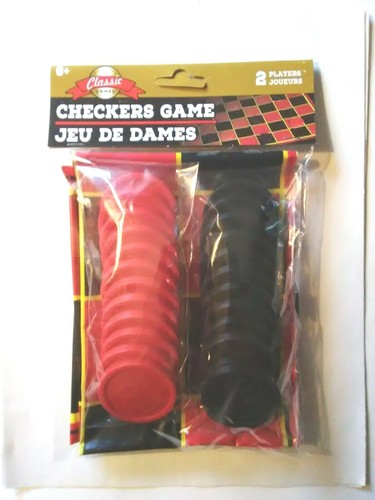 6+
Classic
GAMES
2 PLAYERS
JOUEURS
CHECKERS GAME
JEU DE DAMES